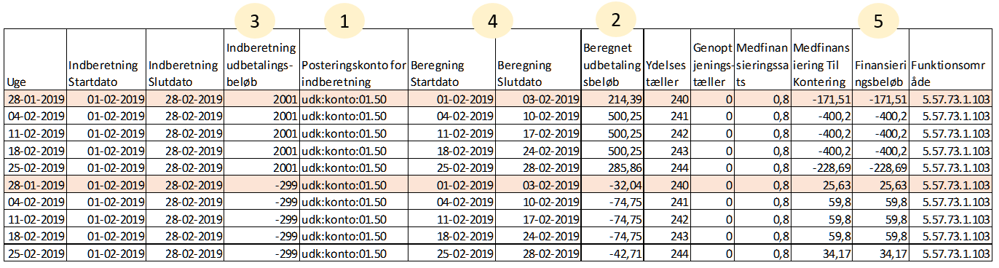 3 1 4 2 5
Uge | Indberetning Startdato | Indberetning Slutdato | Indberetning udbetalings-beløb | Posteringskonto for indberetning | Beregning Startdato | Beregning Slutdato | Beregnet udbetaling sbeløb | Ydelses tæller | Genopt jenings-tæller | Medfinan sieringssa ts | Medfinans iering Til Kontering | Finansieri ngsbeløb | Funktionsomr åde
28-01-2019 | 01-02-2019 | 28-02-2019 | 2001 | udk:konto:01.50 | 01-02-2019 | 03-02-2019 | 214,39 | 240 | 0 | 0,8 | -171,51 | -171,51 | 5.57.73.1.103
04-02-2019 | 01-02-2019 | 28-02-2019 | 2001 | udk:konto:01.50 | 04-02-2019 | 10-02-2019 | 500,25 | 241 | 0 | 0,8 | -400,2 | -400,2 | 5.57.73.1.103
11-02-2019 | 01-02-2019 | 28-02-2019 | 2001 | udk:konto:01.50 | 11-02-2019 | 17-02-2019 | 500,25 | 242 | 0 | 0,8 | -400,2 | -400,2 | 5.57.73.1.103
18-02-2019 | 01-02-2019 | 28-02-2019 | 2001 | udk:konto:01.50 | 18-02-2019 | 24-02-2019 | 500,25 | 243 | 0 | 0,8 | -400,2 | -400,2 | 5.57.73.1.103
25-02-2019 | 01-02-2019 | 28-02-2019 | 2001 | udk:konto:01.50 | 25-02-2019 | 28-02-2019 | 285,86 | 244 | 0 | 0,8 | -228,69 | -228,69 | 5.57.73.1.103
28-01-2019 | 01-02-2019 | 28-02-2019 | -299 | udk:konto:01.50 | 01-02-2019 | 03-02-2019 | -32,04 | 240 | 0 | 0,8 | 25,63 | 25,63 | 5.57.73.1.103
04-02-2019 | 01-02-2019 | 28-02-2019 | -299 | udk:konto:01.50 | 04-02-2019 | 10-02-2019 | -74,75 | 241 | 0 | 0,8 | 59,8 | 59,8 | 5.57.73.1.103
11-02-2019 | 01-02-2019 | 28-02-2019 | -299 | udk:konto:01.50 | 11-02-2019 | 17-02-2019 | -74,75 | 242 | 0 | 0,8 | 59,8 | 59,8 | 5.57.73.1.103
18-02-2019 | 01-02-2019 | 28-02-2019 | -299 | udk:konto:01.50 | 18-02-2019 | 24-02-2019 | -74,75 | 243 | 0 | 0,8 | 59,8 | 59,8 | 5.57.73.1.103
25-02-2019 | 01-02-2019 | 28-02-2019 | -299 | udk:konto:01.50 | 25-02-2019 | 28-02-2019 | -42,71 | 244 | 0 | 0,8 | 34,17 | 34,17 | 5.57.73.1.103